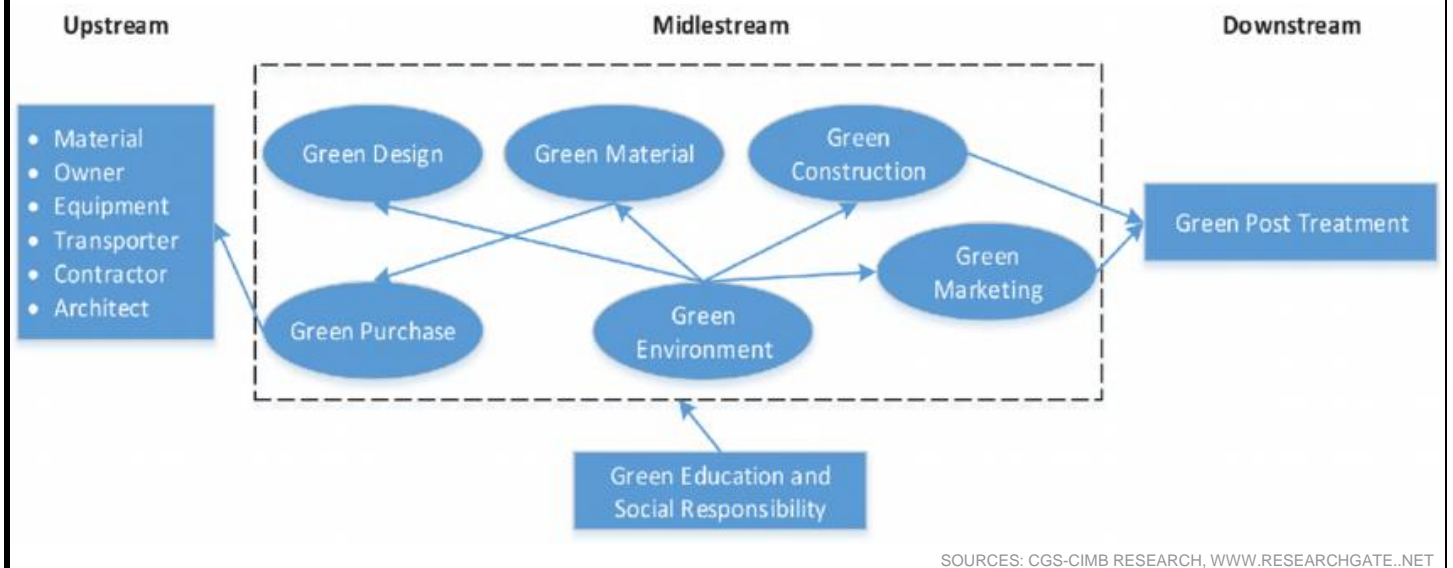 Upstream
Midlestream
Downstream
• Material
• Owner
• Equipment
• Transporter
• Contractor
• Architect
Green Design
Green Material
Green
Construction
Green Post Treatment
Green
Marketing
Green Purchase
Green
Environment
Green Education and
Social Responsibility
SOURCES: CGS-CIMB RESEARCH, WWW.RESEARCHGATE..NET